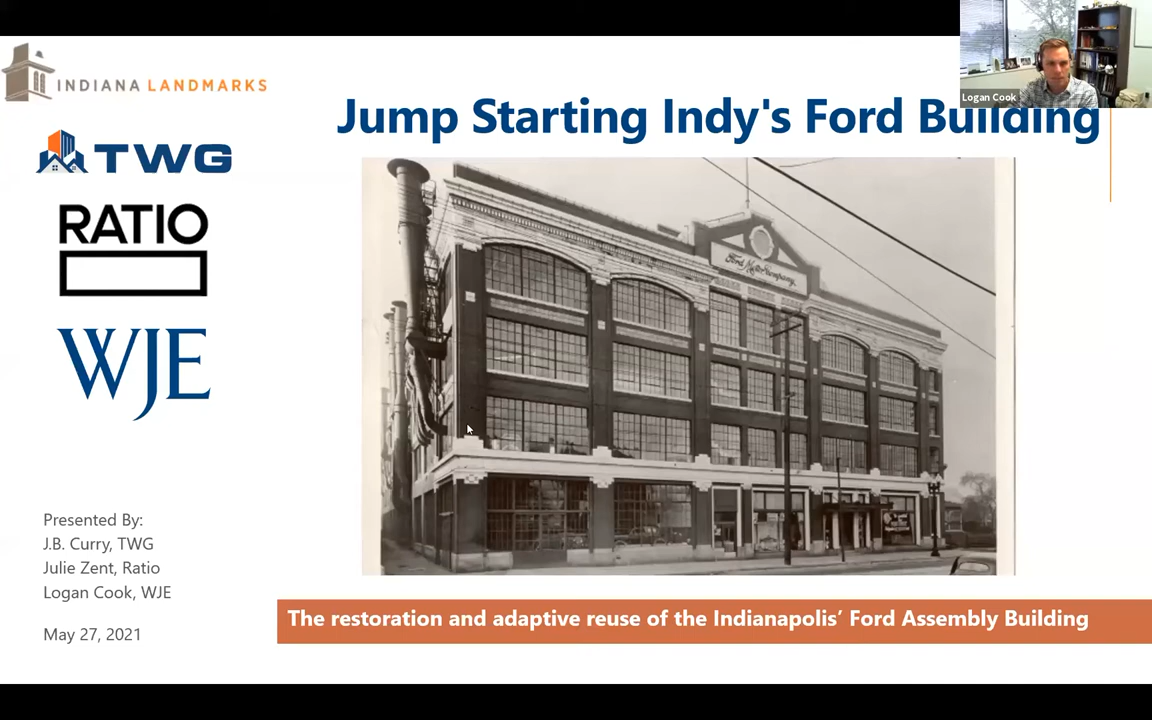 INDIANA LANDMARKS
TWG
RATIO
WJE
Jump Starting Indy's Ford Building
Logan Cook
Ford Motor Company
Presented By:
J.B. Curry, TWG
Julie Zent, Ratio
Logan Cook, WJE
May 27, 2021
The restoration and adaptive reuse of the Indianapolis’ Ford Assembly Building